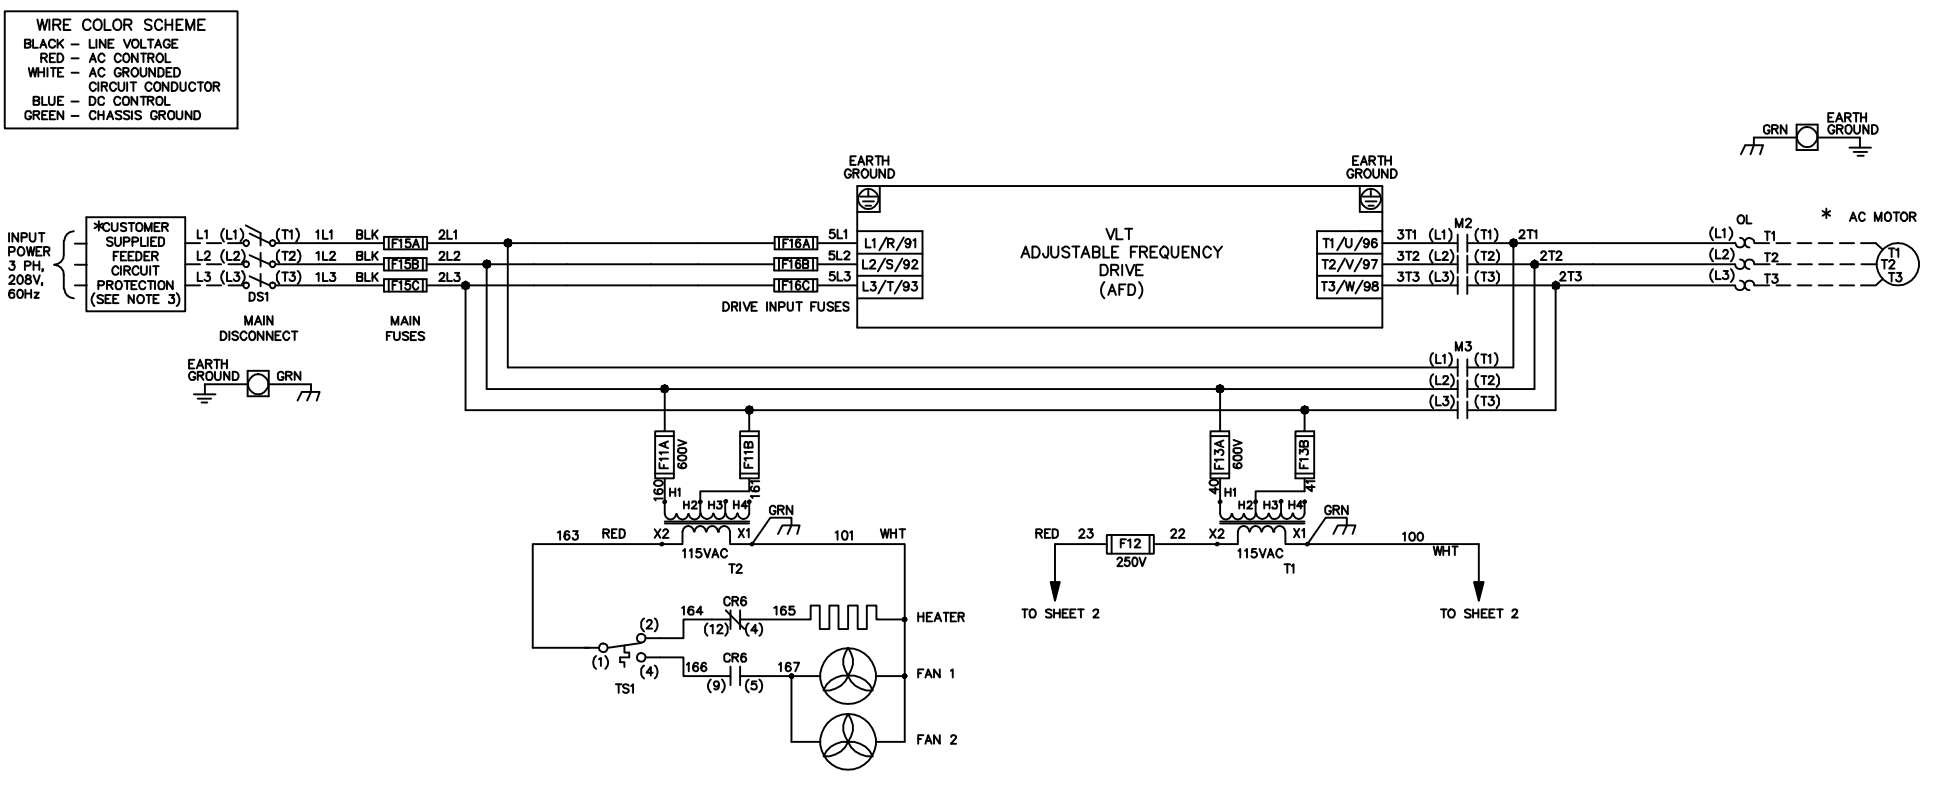 WIRE COLOR SCHEME
BLACK – LINE VOLTAGE
RED – AC CONTROL
WHITE – AC GROUNDED
CIRCUIT CONDUCTOR
BLUE – DC CONTROL
GREEN – CHASSIS GROUND
INPUT
POWER
3 PH,
208V,
60Hz
*CUSTOMER
SUPPLIED
FEEDER
CIRCUIT
PROTECTION
(SEE NOTE 3)
L1 (L1) (T1) 1L1 BLK F15A 2L1
L2 (L2) (T2) 1L2 BLK F15B 2L2
L3 (L3) (T3) 1L3 BLK F15C 2L3
DS1
MAIN
DISCONNECT
MAIN
FUSES
EARTH
GROUND GRN
F16A 5L1 L1/R/91
F16B 5L2 L2/S/92
F16C 5L3 L3/T/93
DRIVE INPUT FUSES
EARTH
GROUND
VLT
ADJUSTABLE FREQUENCY
DRIVE
(AFD)
EARTH
GROUND
M2
T1/U/96 3T1 (L1) (T1) 2T1
T2/V/97 3T2 (L2) (T2) 2T2
T3/W/98 3T3 (L3) (T3) 2T3
M3
(L1) (T1)
(L2) (T2)
(L3) (T3)
GRN EARTH
GROUND
* AC MOTOR
OL
(L1) T1
(L2) T2
(L3) T3
T1
T2
T3
F11A
600V
F11B
160
161
H1 H2 H3 H4
GRN
163 RED X2 X1 101 WHT
115VAC
T2
164 CR6 165 HEATER
(12) (4)
(2)
(1)
(4)
TS1
166 CR6 167 FAN 1
(9) (5)
FAN 2
F13A
600V
F13B
40
41
H1 H2 H3 H4
GRN
RED 23 F12 22 X2 X1 100
WHT
250V
115VAC
T1
TO SHEET 2
TO SHEET 2